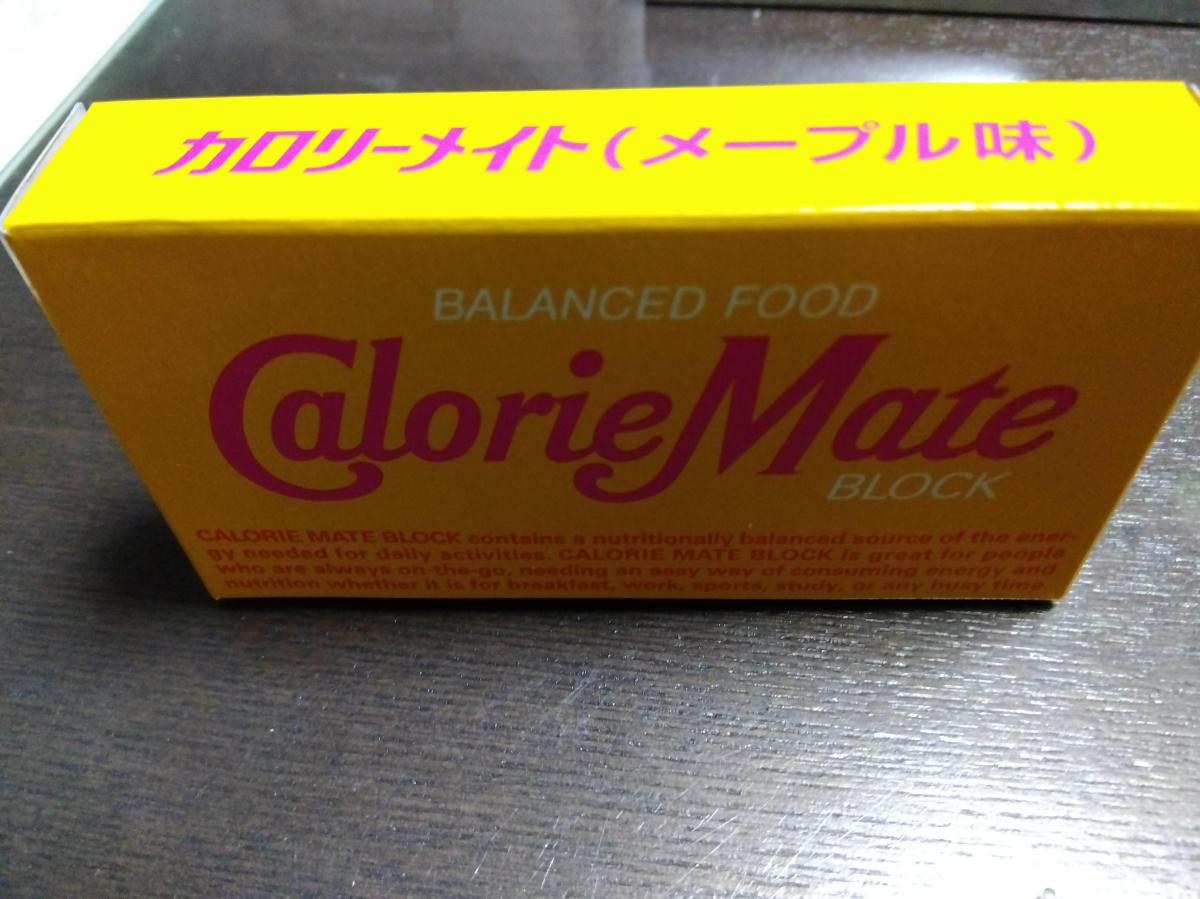 カロリーメイト(メープル味)
BALANCED FOOD
CalorieMate
BLOCK
CALORIE MATE BLOCK contains a nutritionally balanced source of the ener-
gy needed for daily activities. CALORIE MATE BLOCK is great for people
who are always on-the-go, needing an easy way of consuming energy and
nutrition whether it is for breakfast, work, sports, study, or any busy time.